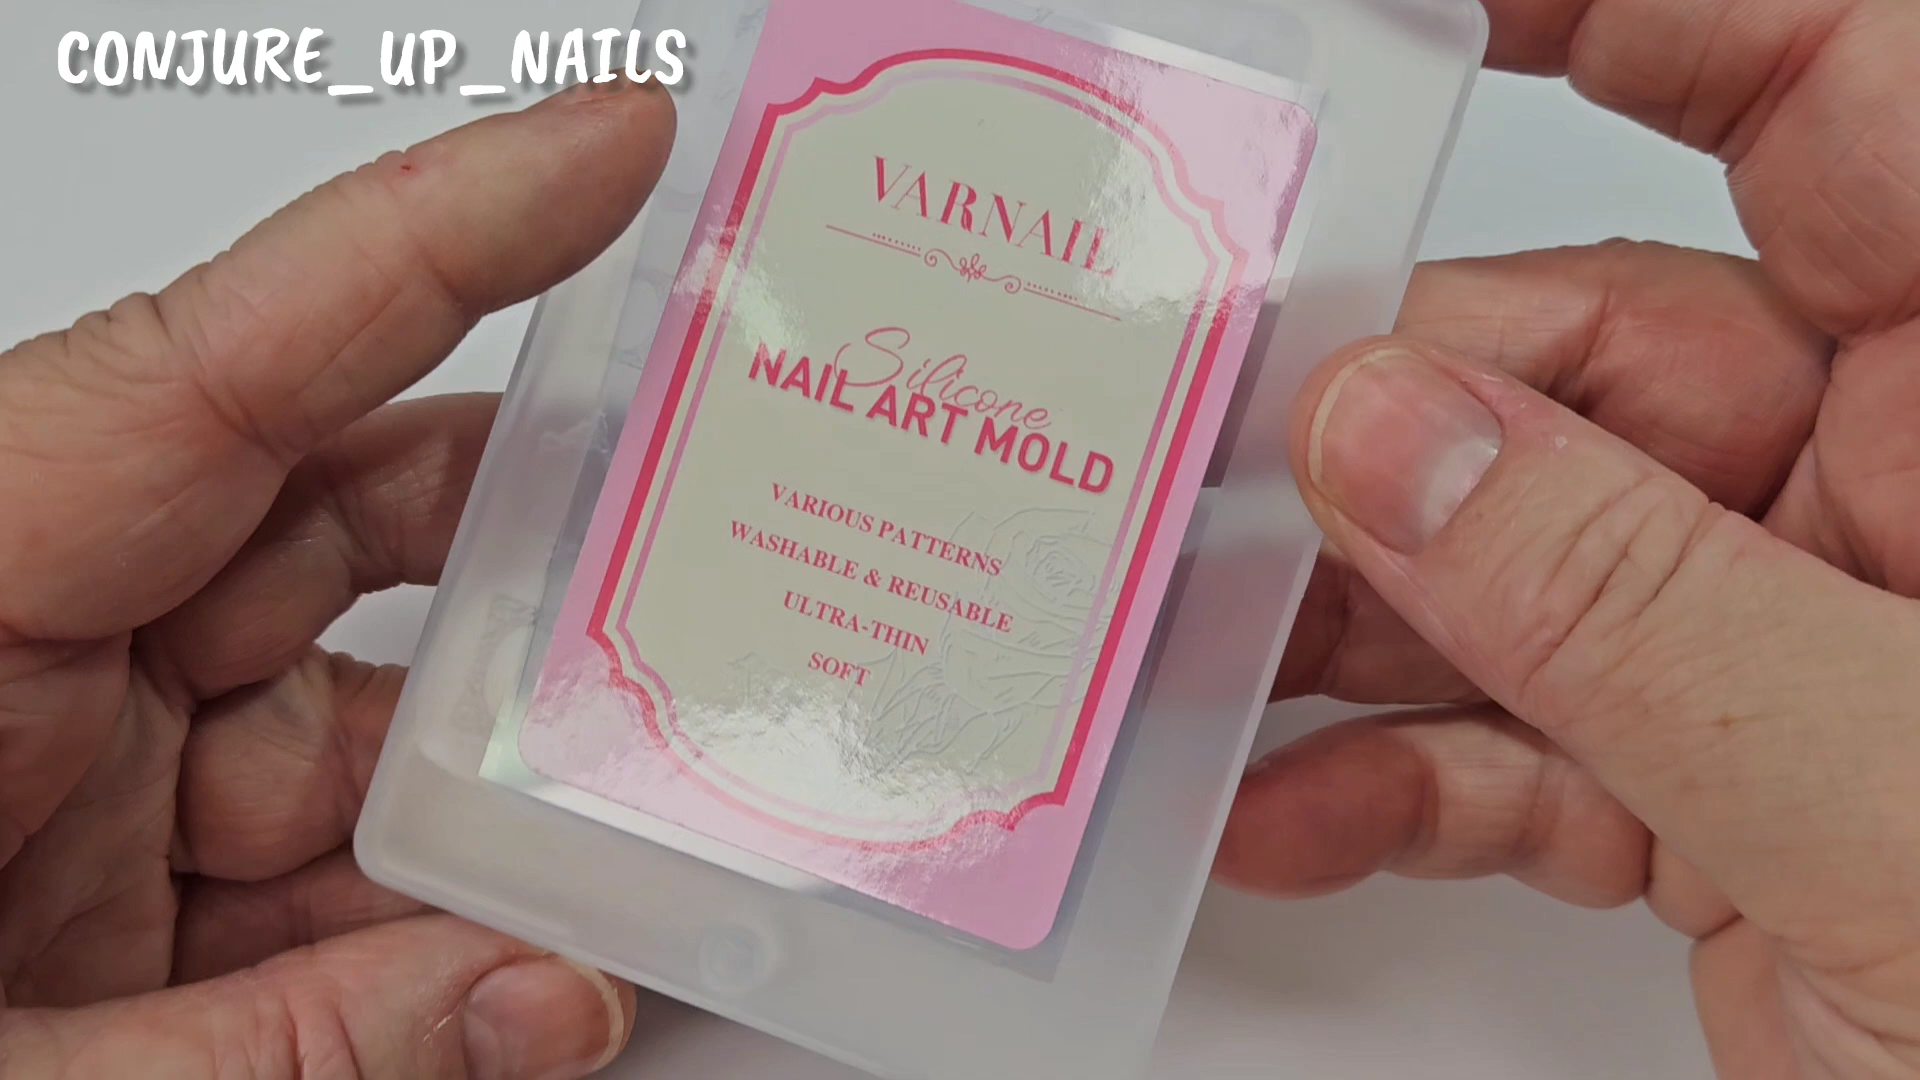 CONJURE_UP_NAILS
VARNAIL
Silicone
NAIL ART MOLD
VARIOUS PATTERNS
WASHABLE & REUSABLE
ULTRA-THIN
SOFT